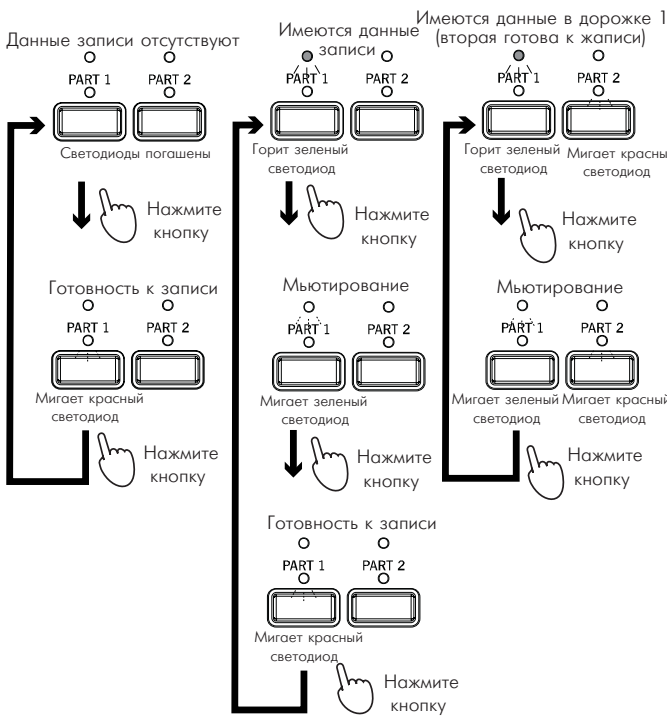 Данные записи отсутствуют
PART 1 PART 2
Светодиоды погашены
Нажмите
кнопку
Готовность к записи
PART 1 PART 2
Мигает красный
светодиод
Нажмите
кнопку
Имеются данные
записи
PART 1 PART 2
Горит зеленый
светодиод
Нажмите
кнопку
Мьютирование
PART 1 PART 2
Мигает зеленый
светодиод
Нажмите
кнопку
Готовность к записи
PART 1 PART 2
Мигает красный
светодиод
Нажмите
кнопку
Имеются данные в дорожке 1
(вторая готова к жаписи)
PART 1 PART 2
Горит зеленый
светодиод
Мигает красны
светодиод
Нажмите
кнопку
Мьютирование
PART 1 PART 2
Мигает зеленый
светодиод
Мигает красный
светодиод
Нажмите
кнопку